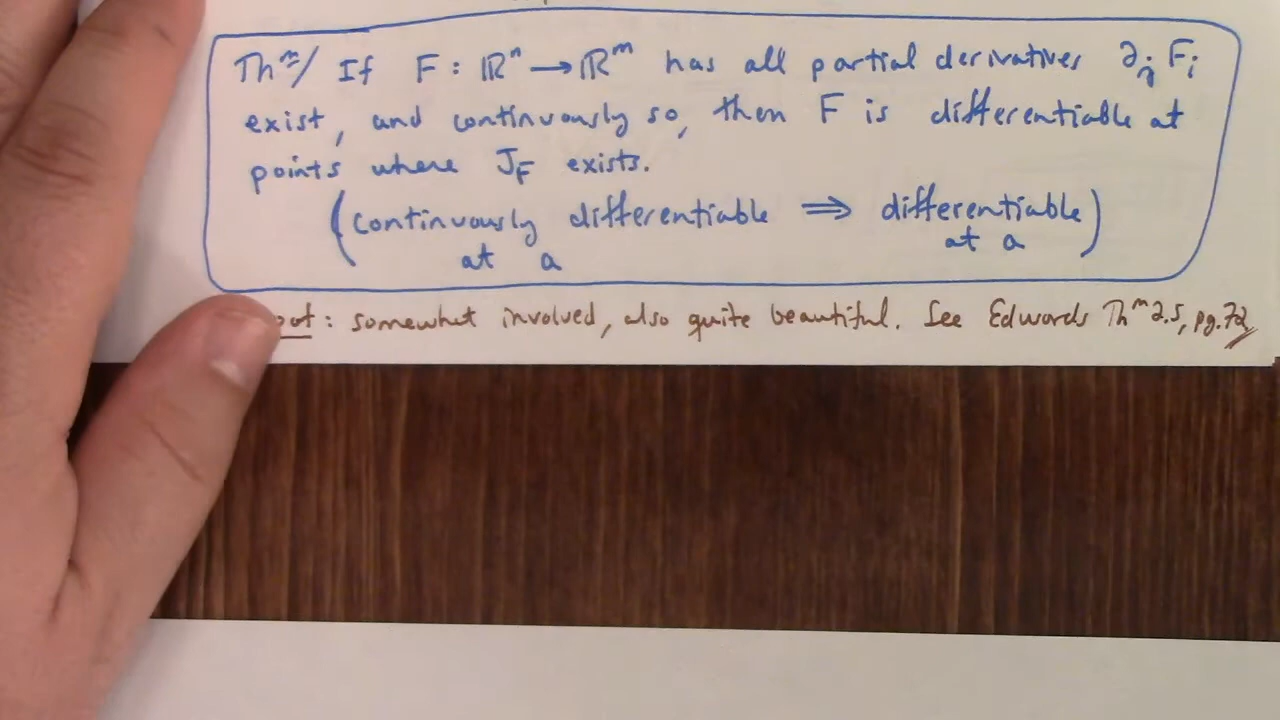 Thᵐ/ If F : ℝⁿ → ℝᵐ has all partial derivatives ∂ⱼFᵢ
exist, and continuously so, then F is differentiable at
points where J_F exists.
(continuously differentiable ⟹ differentiable)
at a at a
oof : somewhat involved, also quite beautiful. See Edwards Thᵐ 2.5, pg. 72